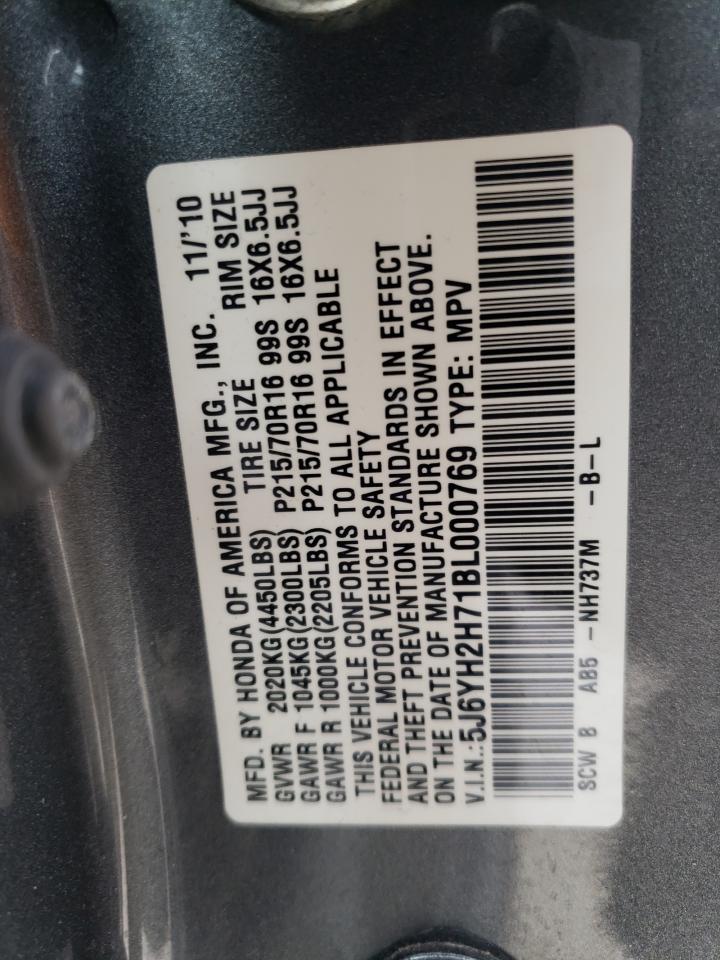 MFD. BY HONDA OF AMERICA MFG., INC. 11/'10
GVWR 2020KG(4450LBS) TIRE SIZE RIM SIZE
GAWR F 1045KG(2300LBS) P215/70R16 99S 16X6.5JJ
GAWR R 1000KG(2205LBS) P215/70R16 99S 16X6.5JJ
THIS VEHICLE CONFORMS TO ALL APPLICABLE
FEDERAL MOTOR VEHICLE SAFETY
AND THEFT PREVENTION STANDARDS IN EFFECT
ON THE DATE OF MANUFACTURE SHOWN ABOVE.
V.I.N.:5J6YH2H71BL000769 TYPE: MPV
SCW B AB5 -NH737M -B-L